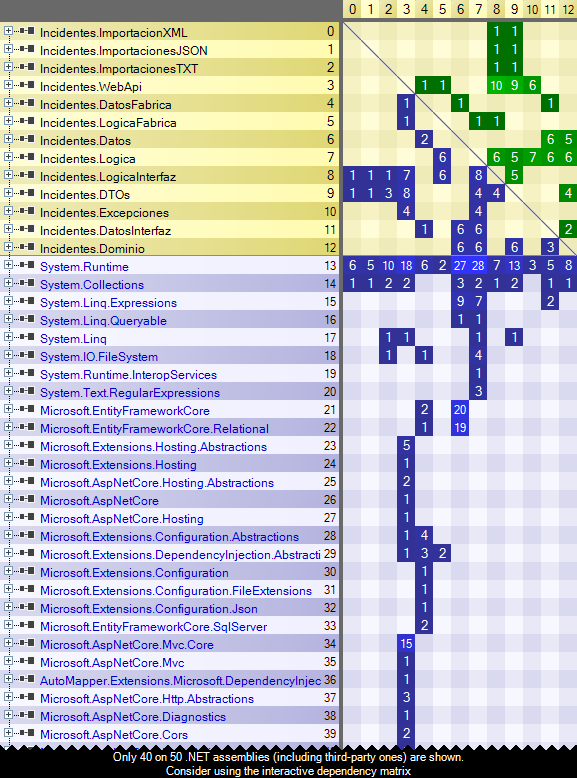 0 1 2 3 4 5 6 7 8 9 10 11 12
Incidentes.ImportacionXML 0 1 1
Incidentes.ImportacionesJSON 1 1 1
Incidentes.ImportacionesTXT 2 1 1
Incidentes.WebApi 3 1 1 10 9 6
Incidentes.DatosFabrica 4 1 1 1
Incidentes.LogicaFabrica 5 1 1 1
Incidentes.Datos 6 2 6 5
Incidentes.Logica 7 6 6 5 10 6 6
Incidentes.LogicaInterfaz 8 1 1 1 7 6 8 5
Incidentes.DTOs 9 1 1 3 8 4 4 4
Incidentes.Excepciones 10 4 4
Incidentes.DatosInterfaz 11 1 6 6 2
Incidentes.Dominio 12 6 6 6 3
System.Runtime 13 6 5 10 18 6 2 27 28 7 13 3 5 8
System.Collections 14 1 1 2 2 3 2 1 2 1 1
System.Linq.Expressions 15 9 7 2
System.Linq.Queryable 16 1 1
System.Linq 17 1 1 7 1
System.IO.FileSystem 18 1 1 4
System.Runtime.InteropServices 19 1
System.Text.RegularExpressions 20 3
Microsoft.EntityFrameworkCore 21 2 20
Microsoft.EntityFrameworkCore.Relational 22 1 19
Microsoft.Extensions.Hosting.Abstractions 23 5
Microsoft.Extensions.Hosting 24 1
Microsoft.AspNetCore.Hosting.Abstractions 25 2
Microsoft.AspNetCore 26 1
Microsoft.AspNetCore.Hosting 27 1
Microsoft.Extensions.Configuration.Abstractions 28 1 4
Microsoft.Extensions.DependencyInjection.Abstracti 29 1 3 2
Microsoft.Extensions.Configuration 30 1
Microsoft.Extensions.Configuration.FileExtensions 31 1
Microsoft.Extensions.Configuration.Json 32 1
Microsoft.EntityFrameworkCore.SqlServer 33 2
Microsoft.AspNetCore.Mvc.Core 34 15
Microsoft.AspNetCore.Mvc 35 1
AutoMapper.Extensions.Microsoft.DependencyInjec 36 1
Microsoft.AspNetCore.Http.Abstractions 37 3
Microsoft.AspNetCore.Diagnostics 38 1
Microsoft.AspNetCore.Cors 39 2
Only 40 on 50 .NET assemblies (including third-party ones) are shown.
Consider using the interactive dependency matrix